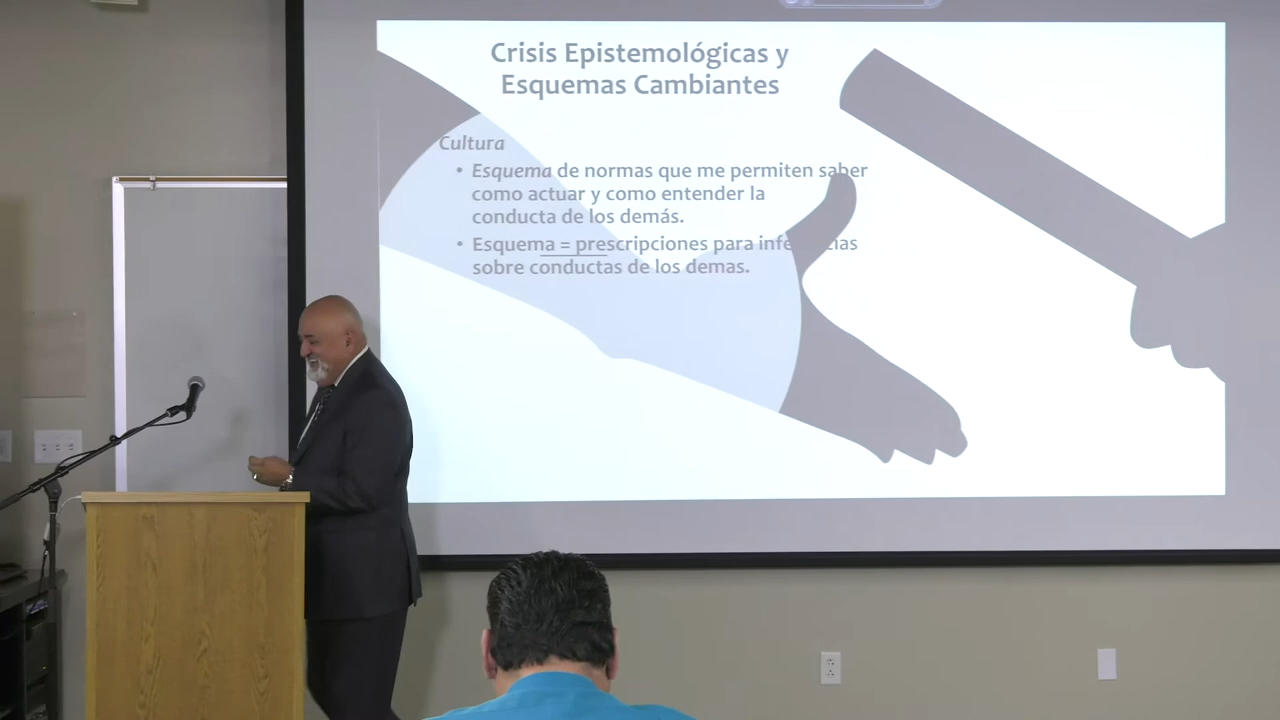 Crisis Epistemológicas y
Esquemas Cambiantes
Cultura
• Esquema de normas que me permiten saber
como actuar y como entender la
conducta de los demás.
• Esquema = prescripciones para
sobre conductas de los demas.